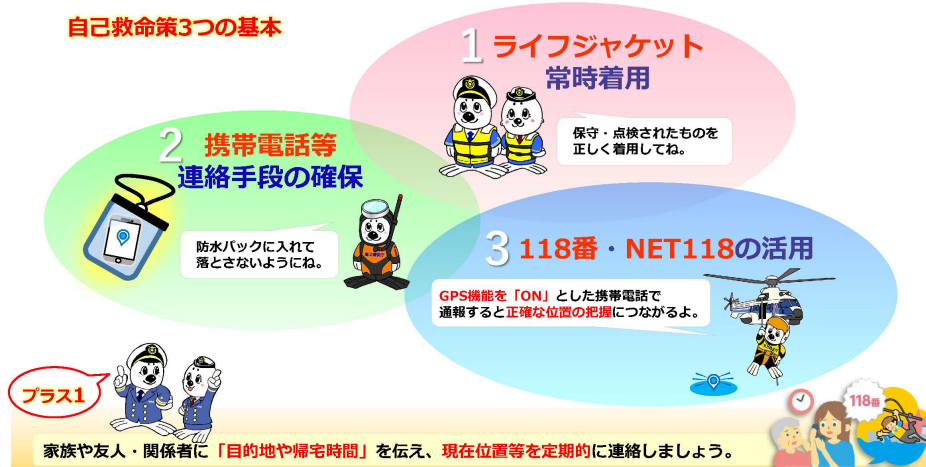 自己救命策3つの基本
1 ライフジャケット
常時着用
保守・点検されたものを
正しく着用してね。
2 携帯電話等
連絡手段の確保
防水パックに入れて
落とさないようにね。
3 118番・NET118の活用
GPS機能を「ON」とした携帯電話で
通報すると正確な位置の把握につながるよ。
プラス1
118番
家族や友人・関係者に「目的地や帰宅時間」を伝え、現在位置等を定期的に連絡しましょう。